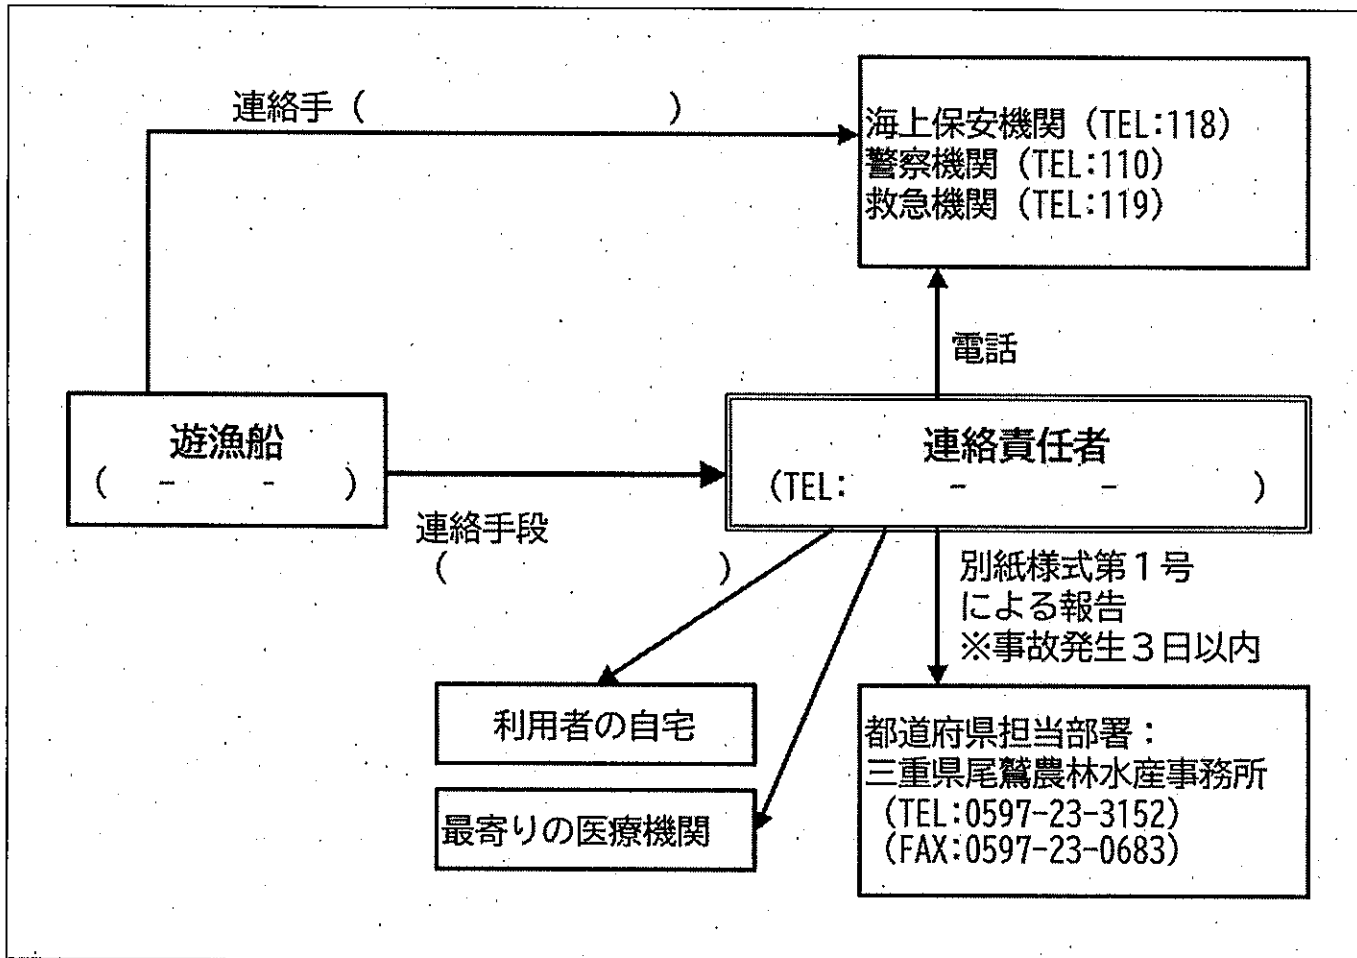 連絡手（　　　　　　　　　）
海上保安機関（TEL:118）
警察機関（TEL:110）
救急機関（TEL:119）
電話
遊漁船
（　-　　-　）
連絡責任者
（TEL:　　　-　　　-　　　）
連絡手段
（　　　　　　　　）
別紙様式第１号
による報告
※事故発生３日以内
利用者の自宅
最寄りの医療機関
都道府県担当部署：
三重県尾鷲農林水産事務所
（TEL:0597-23-3152）
（FAX:0597-23-0683）